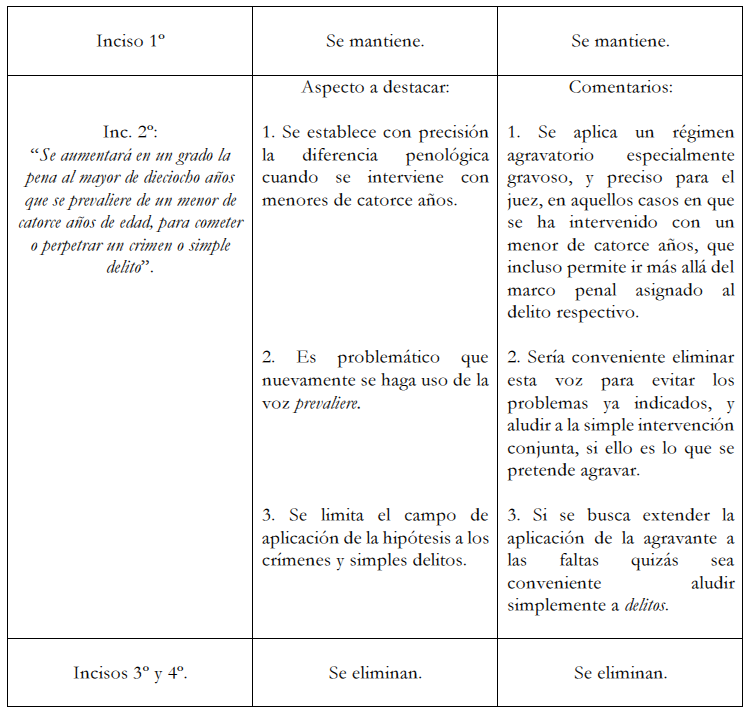 Inciso 1º
Se mantiene.
Se mantiene.
Inc. 2º:
“Se aumentará en un grado la
pena al mayor de dieciocho años
que se prevaliere de un menor de
catorce años de edad, para cometer
o perpetrar un crimen o simple
delito”.
Aspecto a destacar:
1. Se establece con precisión
la diferencia penológica
cuando se interviene con
menores de catorce años.
2. Es problemático que
nuevamente se haga uso de la
voz prevaliere.
3. Se limita el campo de
aplicación de la hipótesis a los
crímenes y simples delitos.
Comentarios:
1. Se aplica un régimen
agravatorio especialmente
gravoso, y preciso para el
juez, en aquellos casos en que
se ha intervenido con un
menor de catorce años, que
incluso permite ir más allá del
marco penal asignado al
delito respectivo.
2. Sería conveniente eliminar
esta voz para evitar los
problemas ya indicados, y
aludir a la simple intervención
conjunta, si ello es lo que se
pretende agravar.
3. Si se busca extender la
aplicación de la agravante a
las faltas quizás sea
conveniente aludir
simplemente a delitos.
Incisos 3º y 4º.
Se eliminan.
Se eliminan.